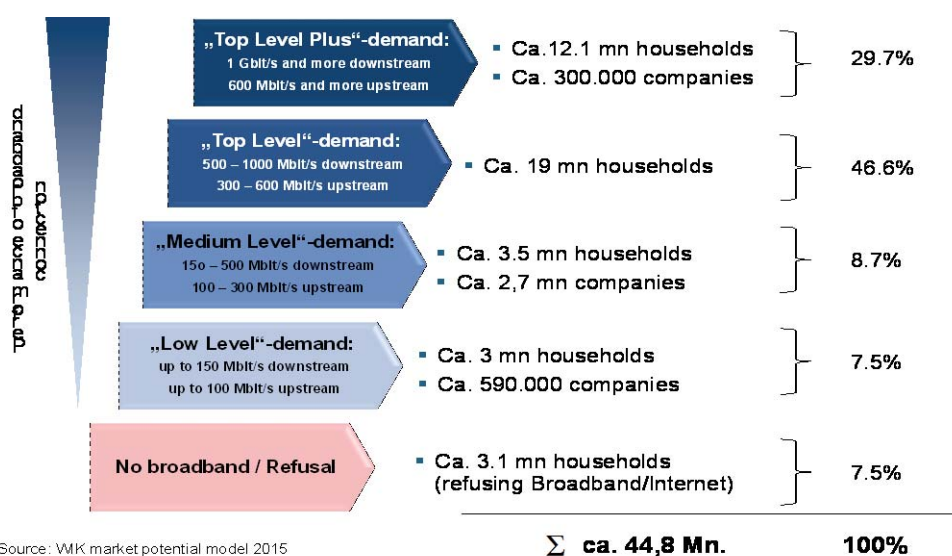 „Top Level Plus“-demand:
1 GbIt/s and more downstream
600 MbIt/s and more upstream
▪ Ca.12.1 mn households
▪ Ca. 300.000 companies
29.7%
„Top Level“-demand:
500 – 1000 MbIt/s downstream
300 – 600 MbIt/s upstream
▪ Ca. 19 mn households
46.6%
„Medium Level“-demand:
15o – 500 MbIt/s downstream
100 – 300 MbIt/s upstream
▪ Ca. 3.5 mn households
▪ Ca. 2,7 mn companies
8.7%
„Low Level“-demand:
up to 150 MbIt/s downstream
up to 100 MbIt/s upstream
▪ Ca. 3 mn households
▪ Ca. 590.000 companies
7.5%
No broadband / Refusal
▪ Ca. 3.1 mn households
(refusing Broadband/Internet)
7.5%
Σ ca. 44,8 Mn.
100%
Source: WIK market potential model 2015